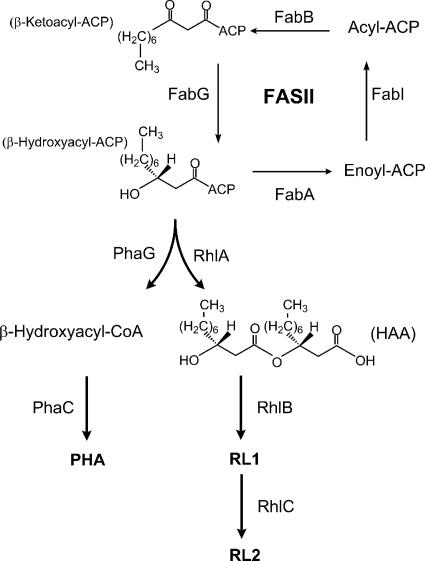 (β-Ketoacyl-ACP)
O O
(H₂C)₆ ACP
CH₃
FabB
Acyl-ACP
FabG
FASII
FabI
(β-Hydroxyacyl-ACP)
CH₃
(H₂C)₆ H O
HO ACP
FabA
Enoyl-ACP
PhaG RhlA
β-Hydroxyacyl-CoA
CH₃ CH₃
(H₂C)₆ H (H₂C)₆ H
O O
(HAA)
HO O OH
PhaC
RhlB
PHA
RL1
RhlC
RL2